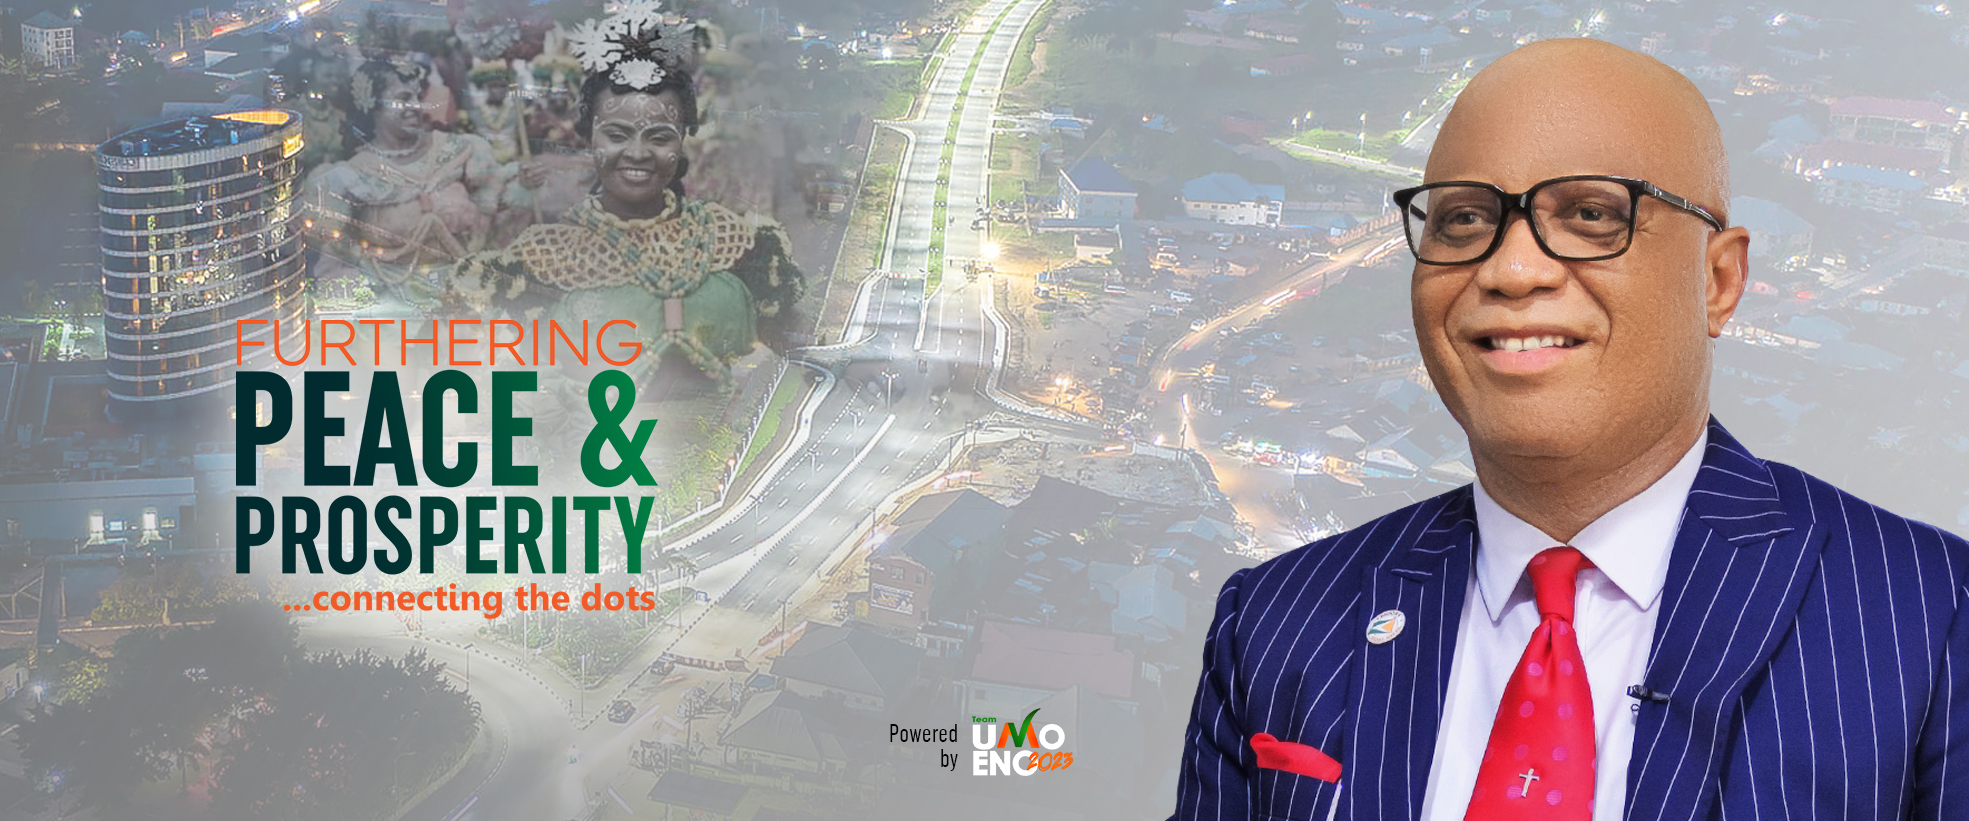 FURTHERING
PEACE &
PROSPERITY
...connecting the dots
Powered
by
Team
UMO
ENO 2023